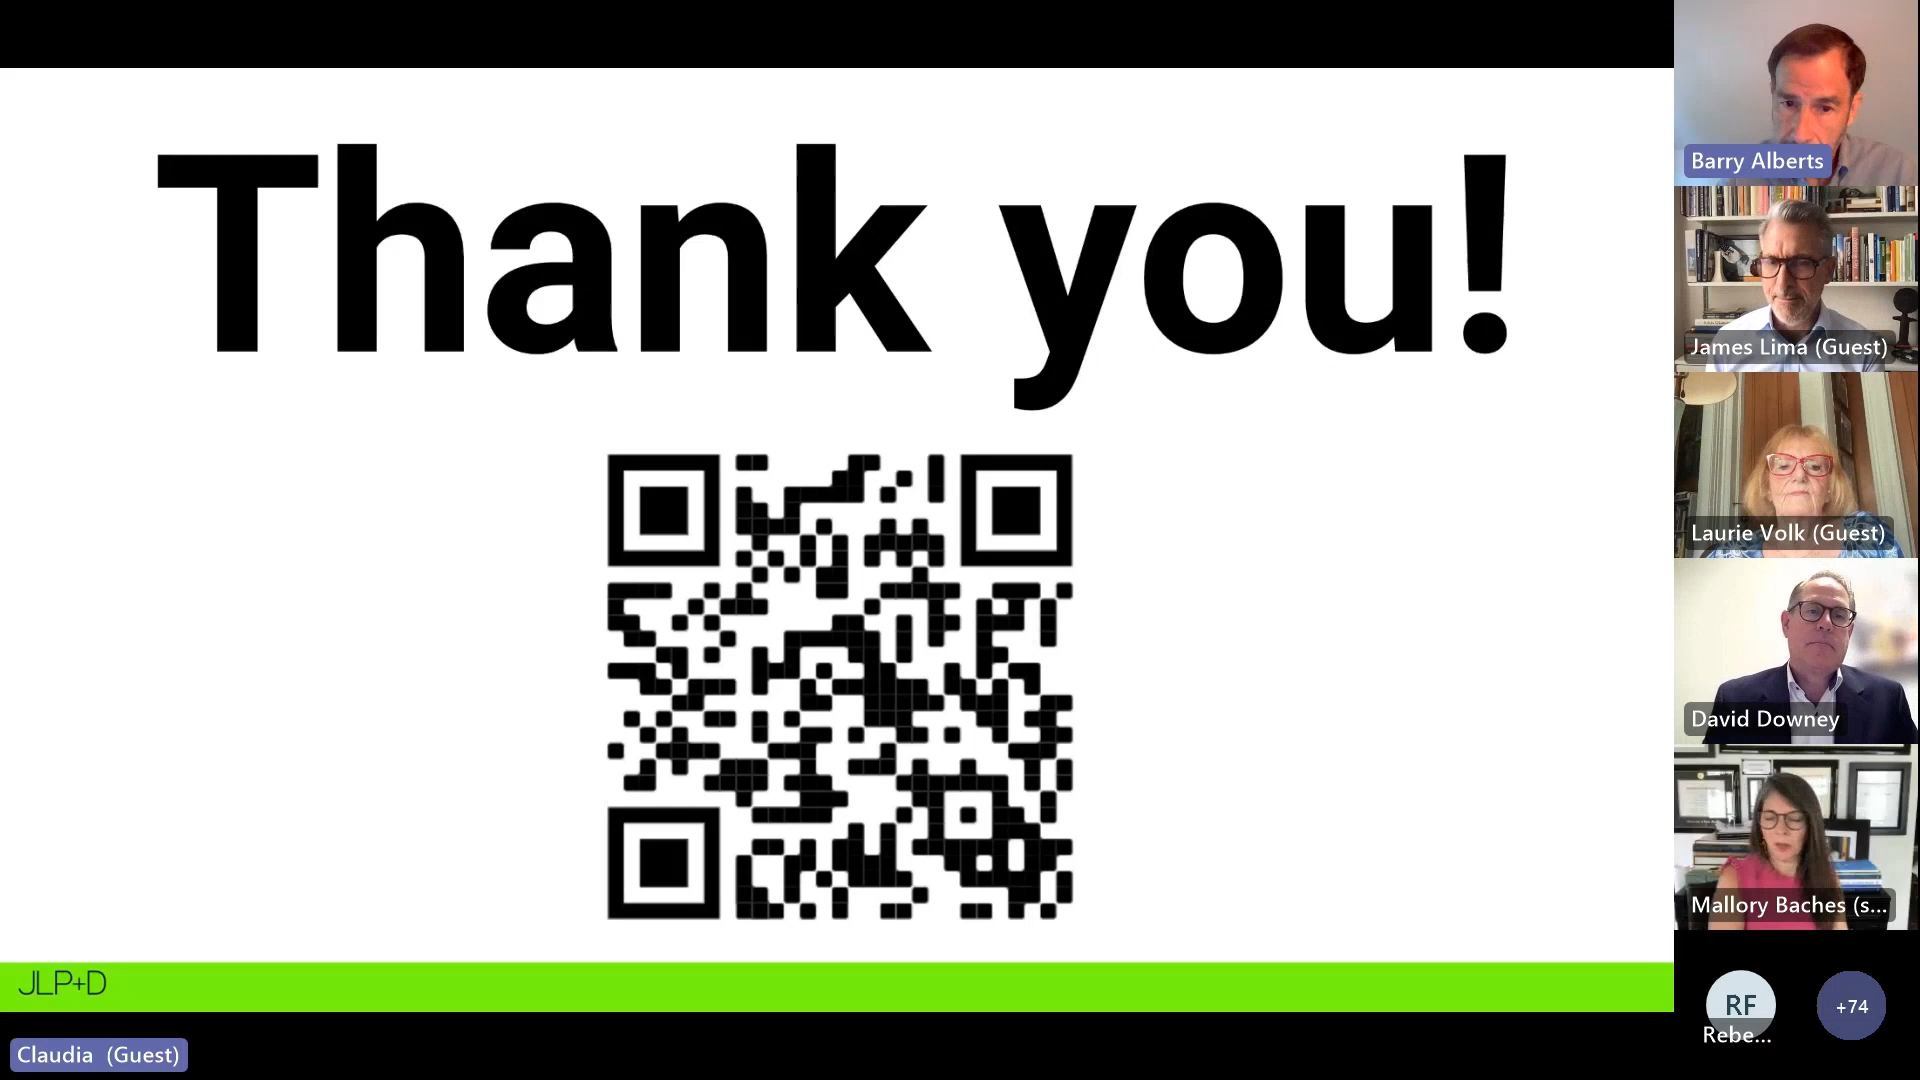 Thank you!
JLP+D
Claudia (Guest)
Barry Alberts
James Lima (Guest)
Laurie Volk (Guest)
David Downey
Mallory Baches (s...
RF
Rebe...
+74